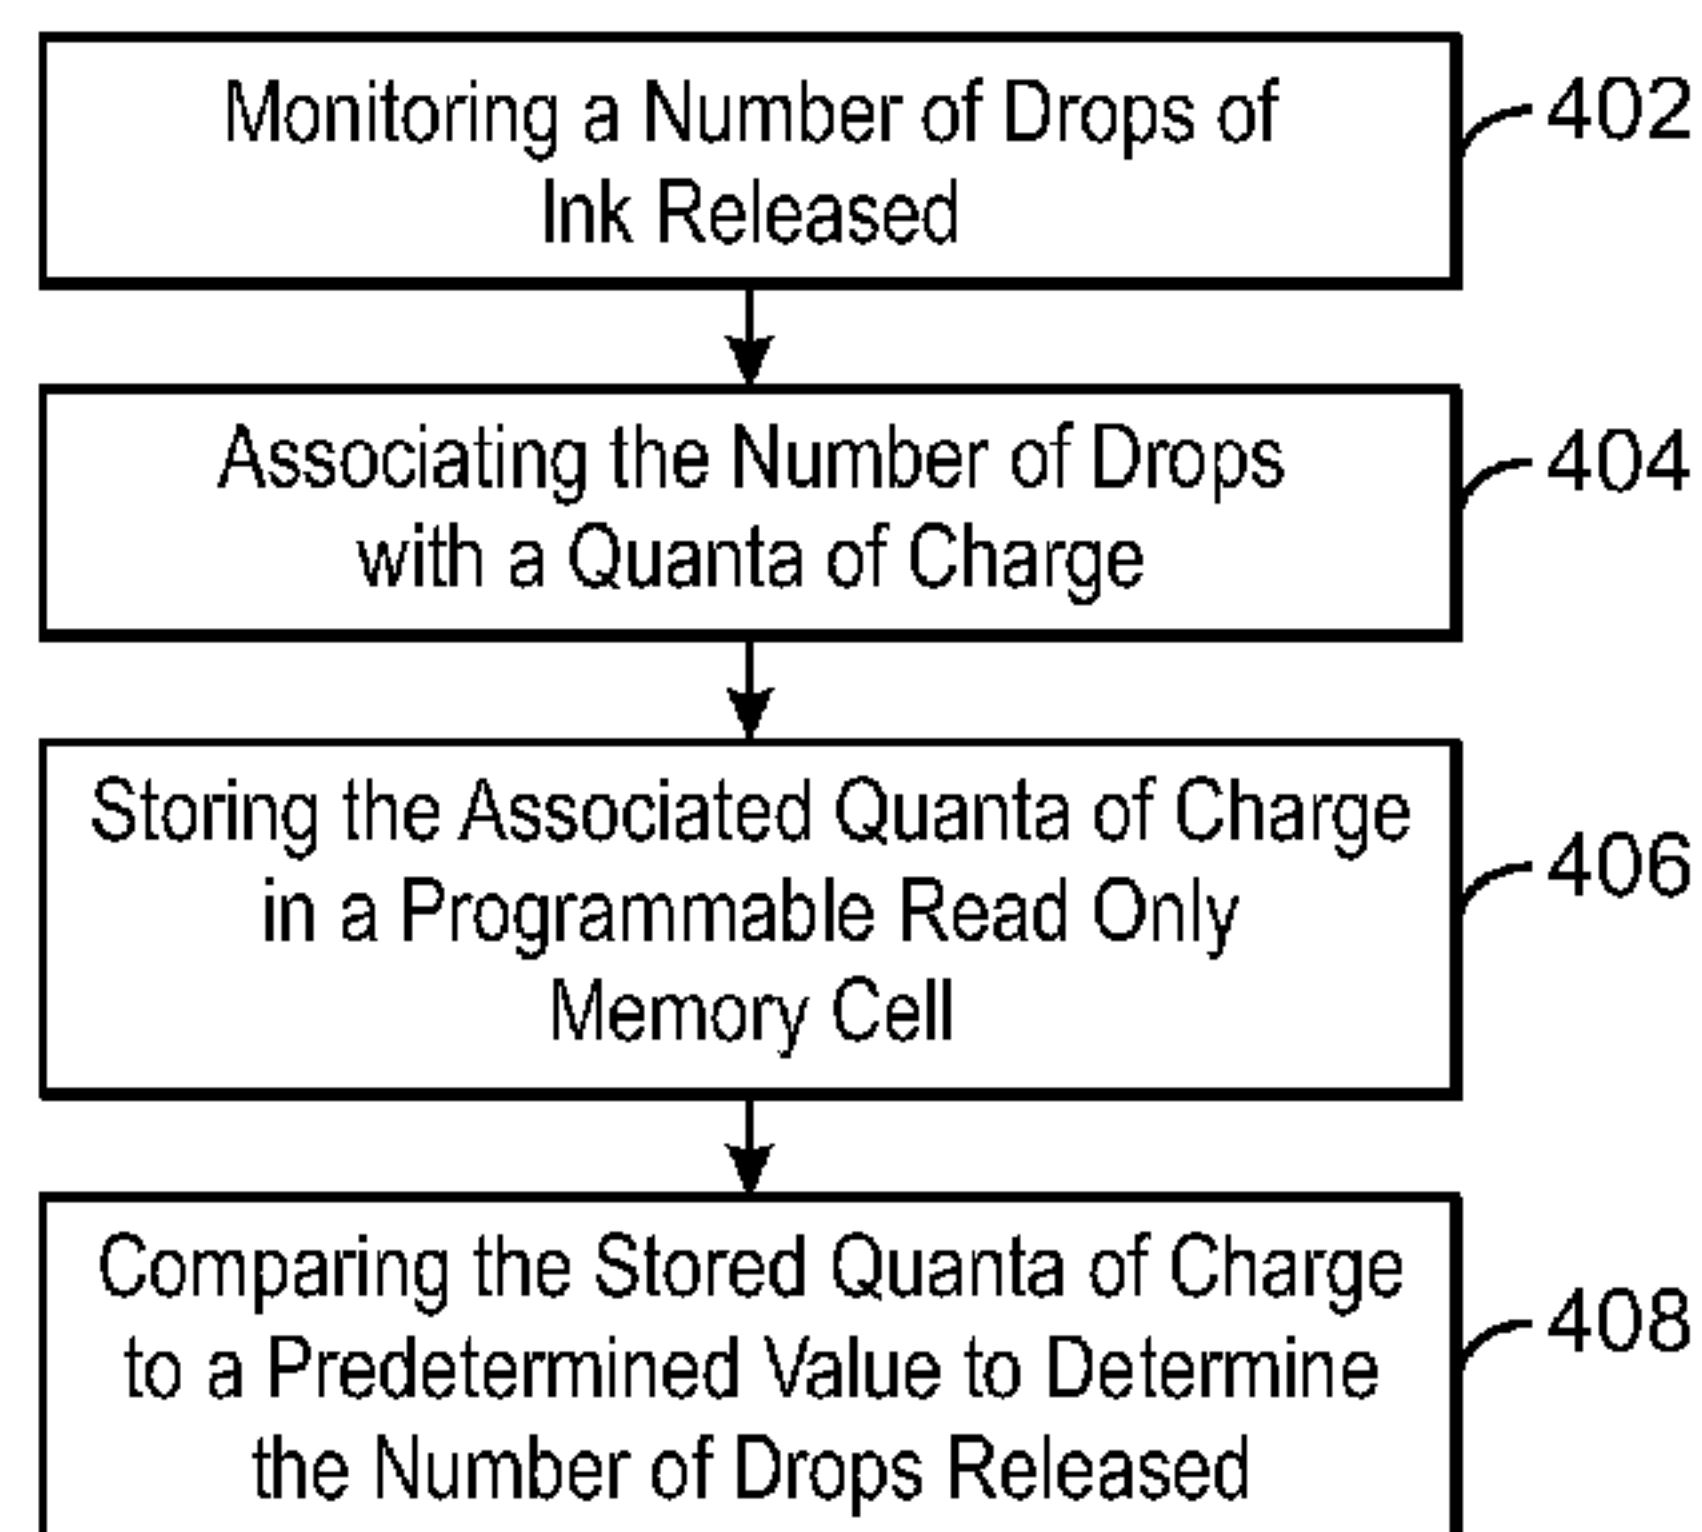 Monitoring a Number of Drops of
Ink Released
402
Associating the Number of Drops
with a Quanta of Charge
404
Storing the Associated Quanta of Charge
in a Programmable Read Only
Memory Cell
406
Comparing the Stored Quanta of Charge
to a Predetermined Value to Determine
the Number of Drops Released
408